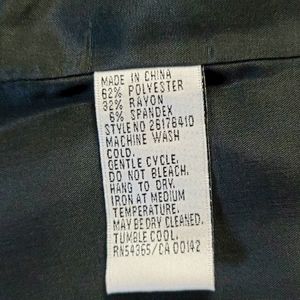 MADE IN CHINA
62% POLYESTER
32% RAYON
6% SPANDEX
STYLE NO 2617B410
MACHINE WASH
COLD.
GENTLE CYCLE.
DO NOT BLEACH.
HANG TO DRY.
IRON AT MEDIUM
TEMPERATURE.
MAY BE DRY CLEANED.
TUMBLE COOL.
RN54365/CA 00142